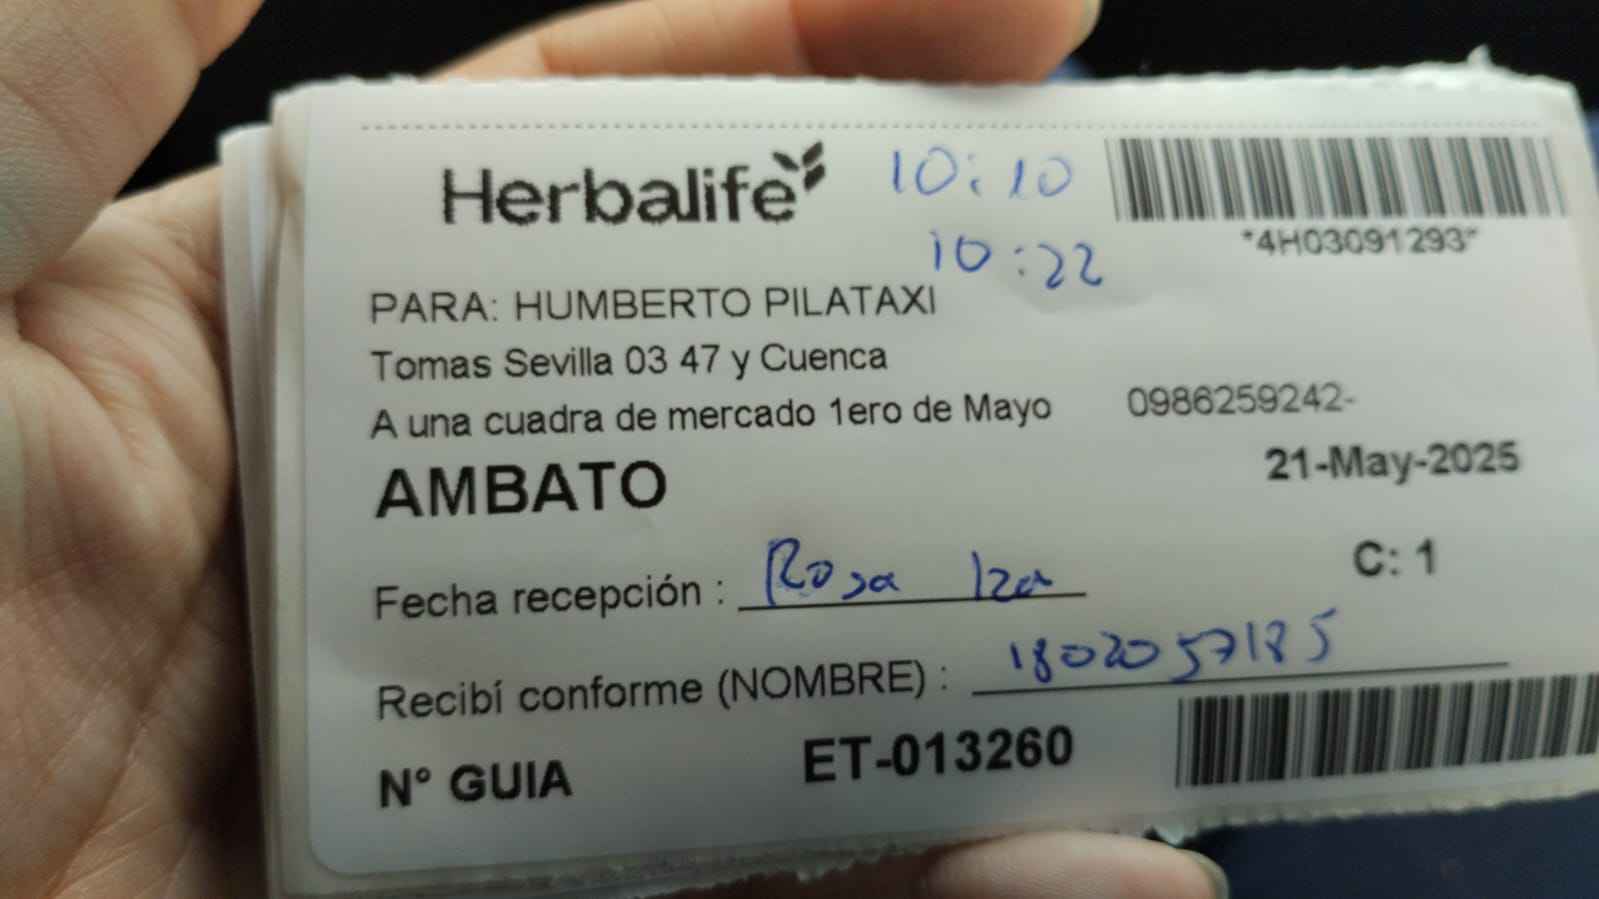 Herbalife
10:10
*4H03091293*
10:22
PARA: HUMBERTO PILATAXI
Tomas Sevilla 03 47 y Cuenca
A una cuadra de mercado 1ero de Mayo 0986259242-
AMBATO
21-May-2025
C: 1
Fecha recepción : Rosa Iza
Recibí conforme (NOMBRE) : 1802057185
N° GUIA ET-013260